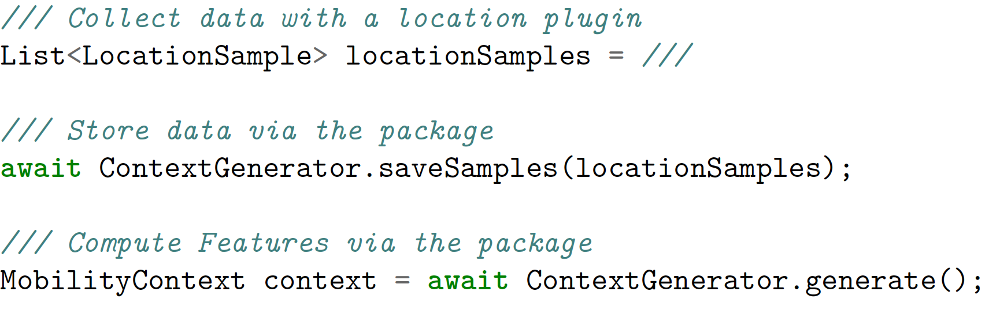 /// Collect data with a location plugin
List<LocationSample> locationSamples = ///
/// Store data via the package
await ContextGenerator.saveSamples(locationSamples);
/// Compute Features via the package
MobilityContext context = await ContextGenerator.generate();